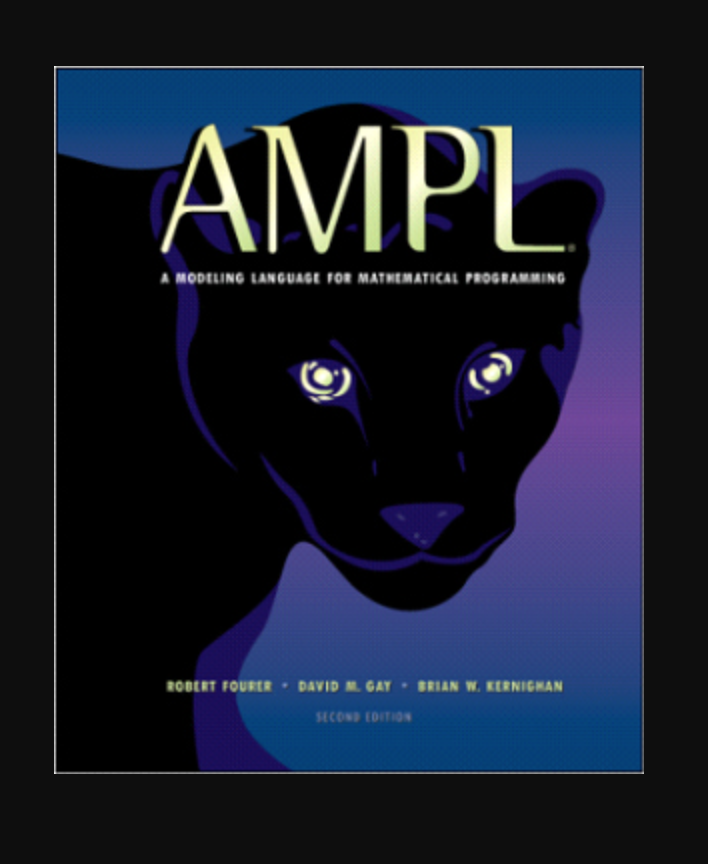 AMPL®
A MODELING LANGUAGE FOR MATHEMATICAL PROGRAMMING
ROBERT FOURER • DAVID M. GAY • BRIAN W. KERNIGHAN
SECOND EDITION